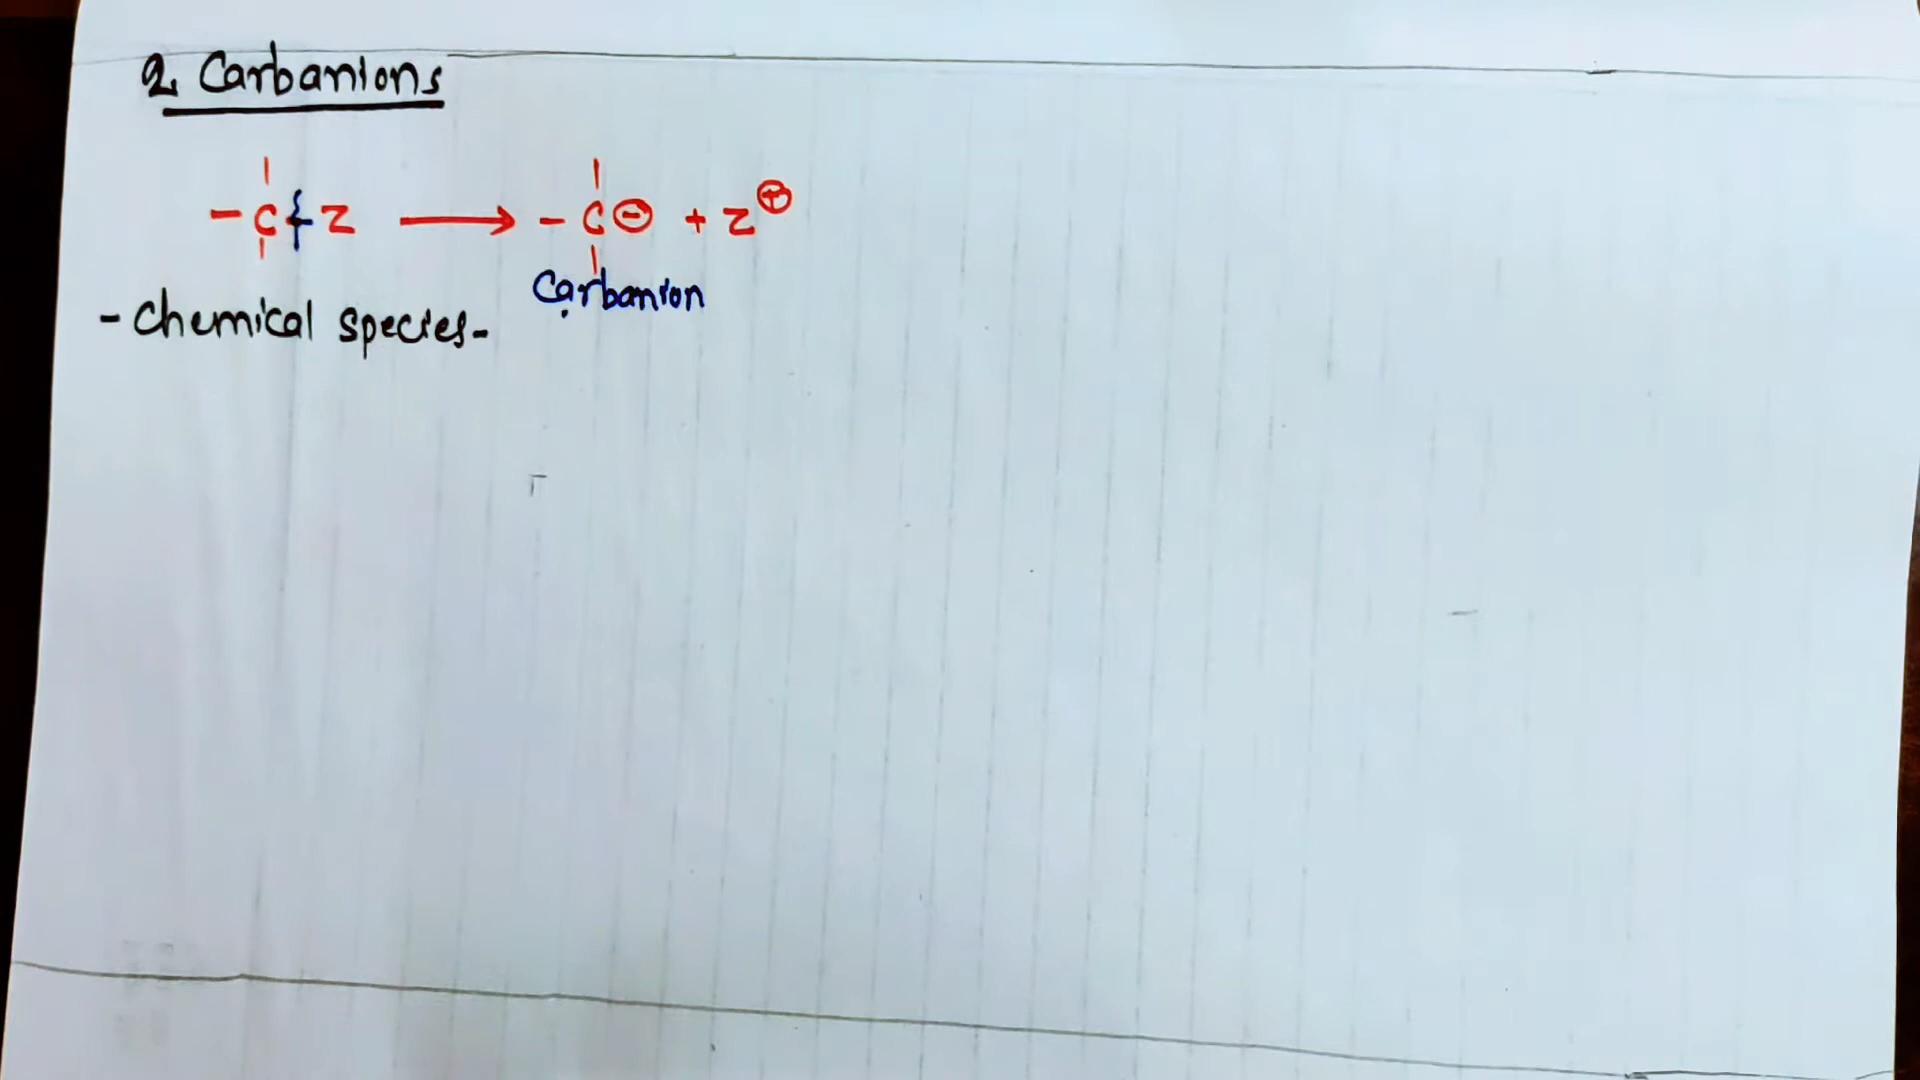 2. Carbanions
- C - Z ⟶ - C ⊖ + Z ⊕
Carbanion
- Chemical species -